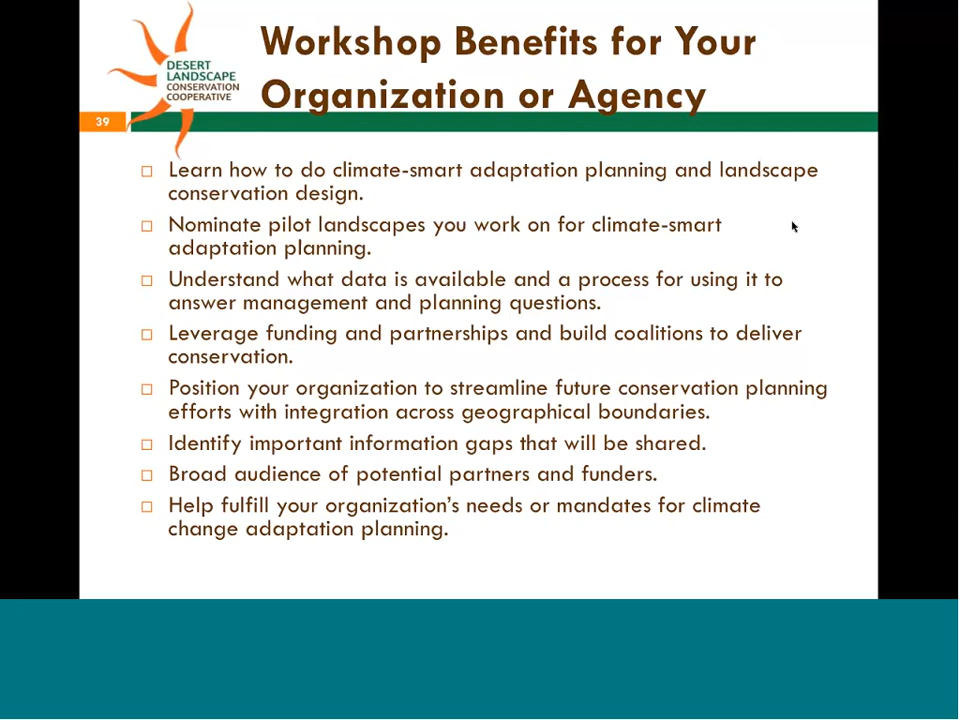 Workshop Benefits for Your
Organization or Agency
DESERT
LANDSCAPE
CONSERVATION
COOPERATIVE
39
Learn how to do climate-smart adaptation planning and landscape
conservation design.
Nominate pilot landscapes you work on for climate-smart
adaptation planning.
Understand what data is available and a process for using it to
answer management and planning questions.
Leverage funding and partnerships and build coalitions to deliver
conservation.
Position your organization to streamline future conservation planning
efforts with integration across geographical boundaries.
Identify important information gaps that will be shared.
Broad audience of potential partners and funders.
Help fulfill your organization's needs or mandates for climate
change adaptation planning.